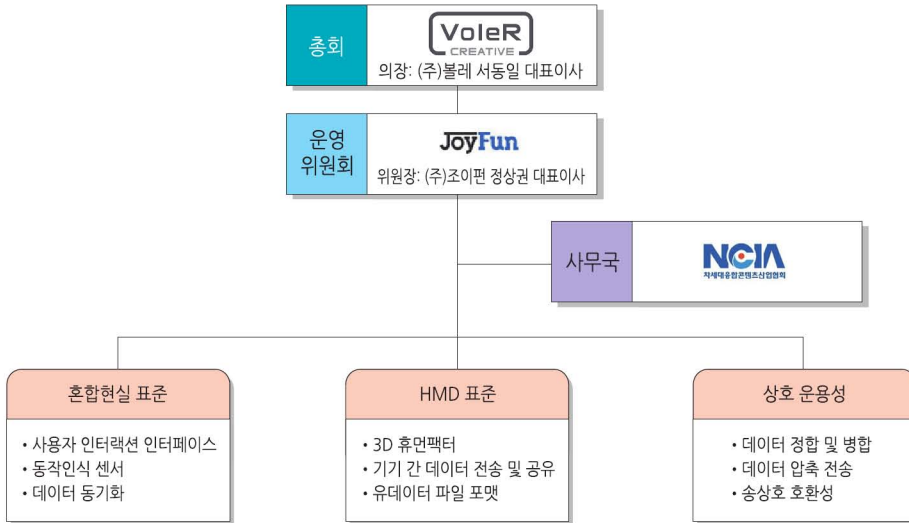 총회
VoleR
CREATIVE
의장: (주)볼레 서동일 대표이사
운영
위원회
JoyFun
위원장: (주)조이펀 정상권 대표이사
사무국
NCIA
차세대융합콘텐츠산업협회
혼합현실 표준
• 사용자 인터랙션 인터페이스
• 동작인식 센서
• 데이터 동기화
HMD 표준
• 3D 휴먼팩터
• 기기 간 데이터 전송 및 공유
• 유데이터 파일 포맷
상호 운용성
• 데이터 정합 및 병합
• 데이터 압축 전송
• 송상호 호환성